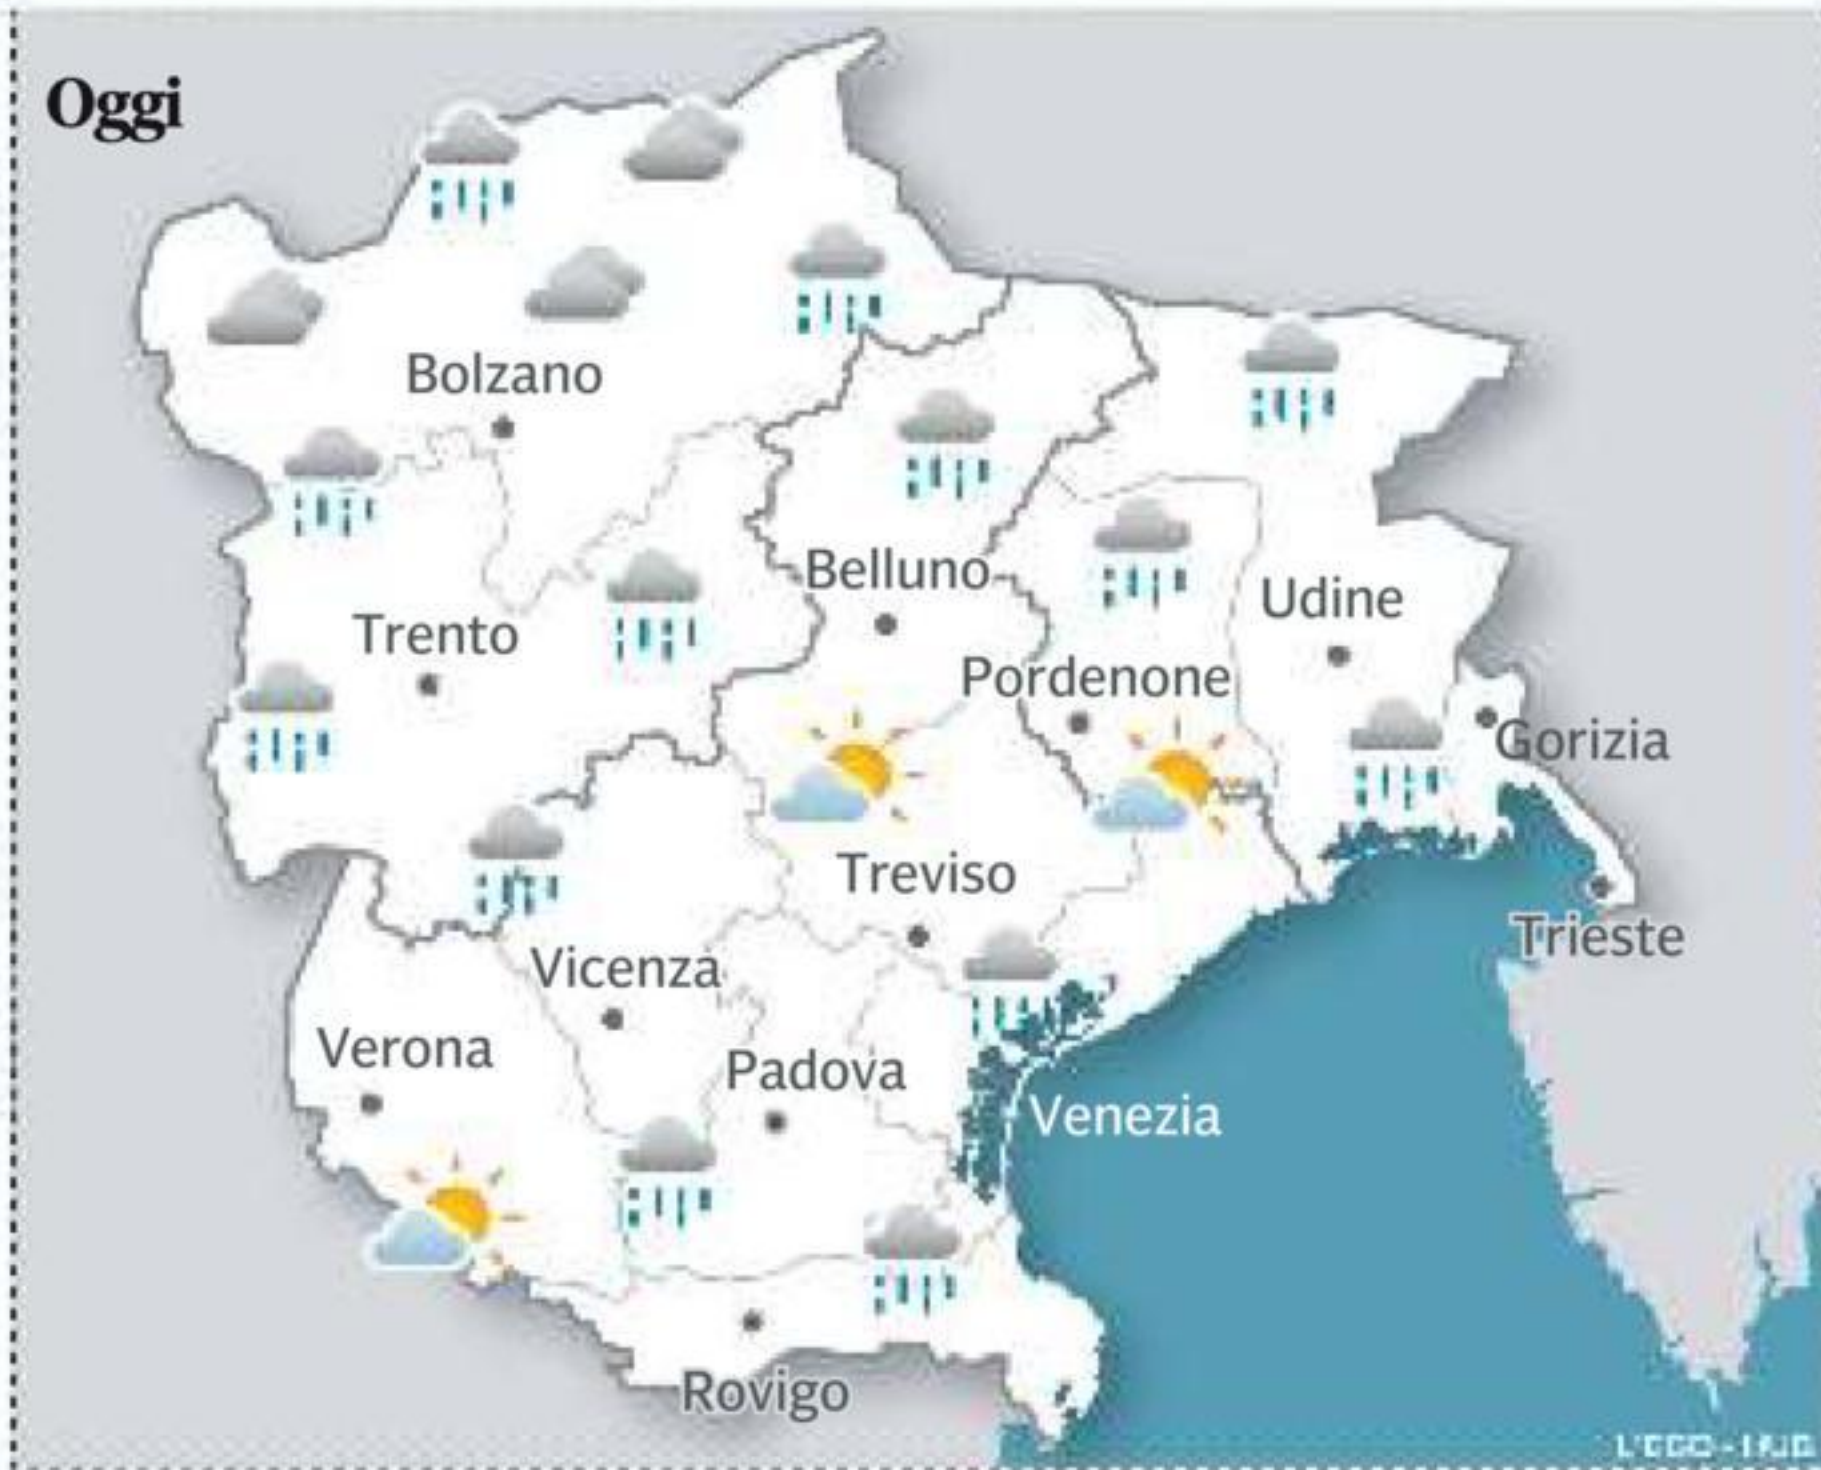 Oggi
Bolzano
Belluno
Udine
Trento
Pordenone
Gorizia
Treviso
Trieste
Vicenza
Verona
Padova
Venezia
Rovigo